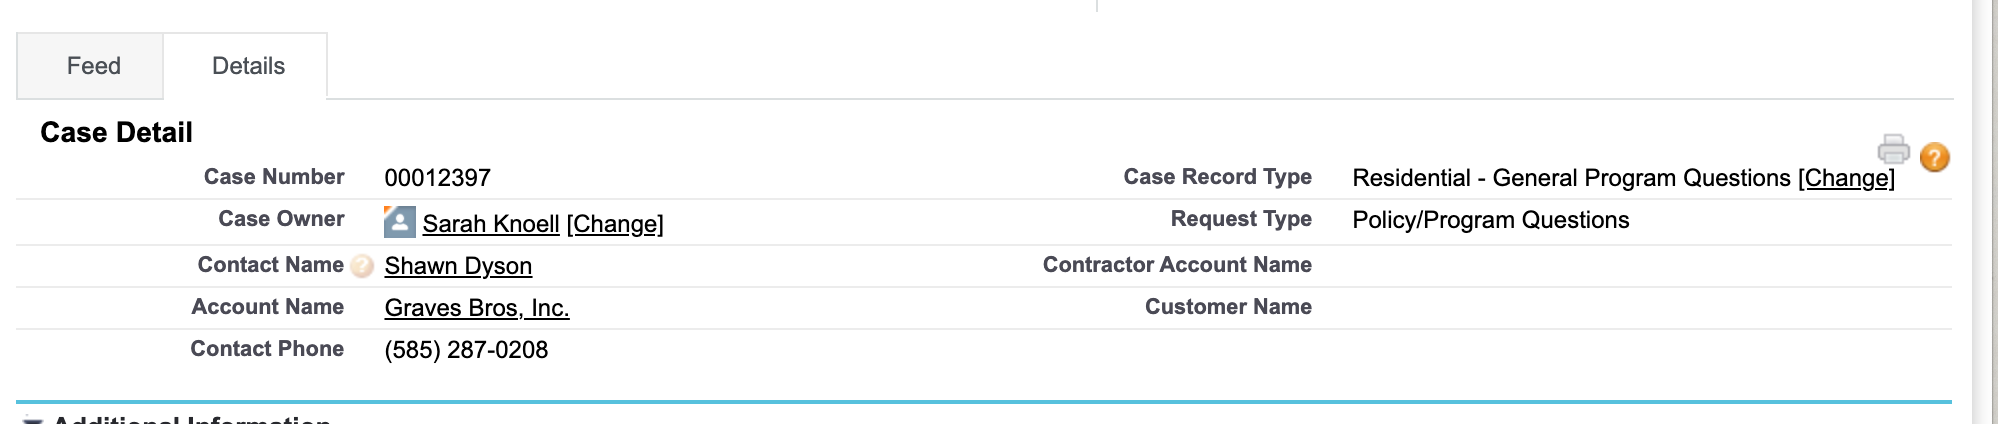 Feed Details
Case Detail
Case Number 00012397 Case Record Type Residential - General Program Questions [Change]
Case Owner Sarah Knoell [Change] Request Type Policy/Program Questions
Contact Name ? Shawn Dyson Contractor Account Name
Account Name Graves Bros, Inc. Customer Name
Contact Phone (585) 287-0208
Additional Information